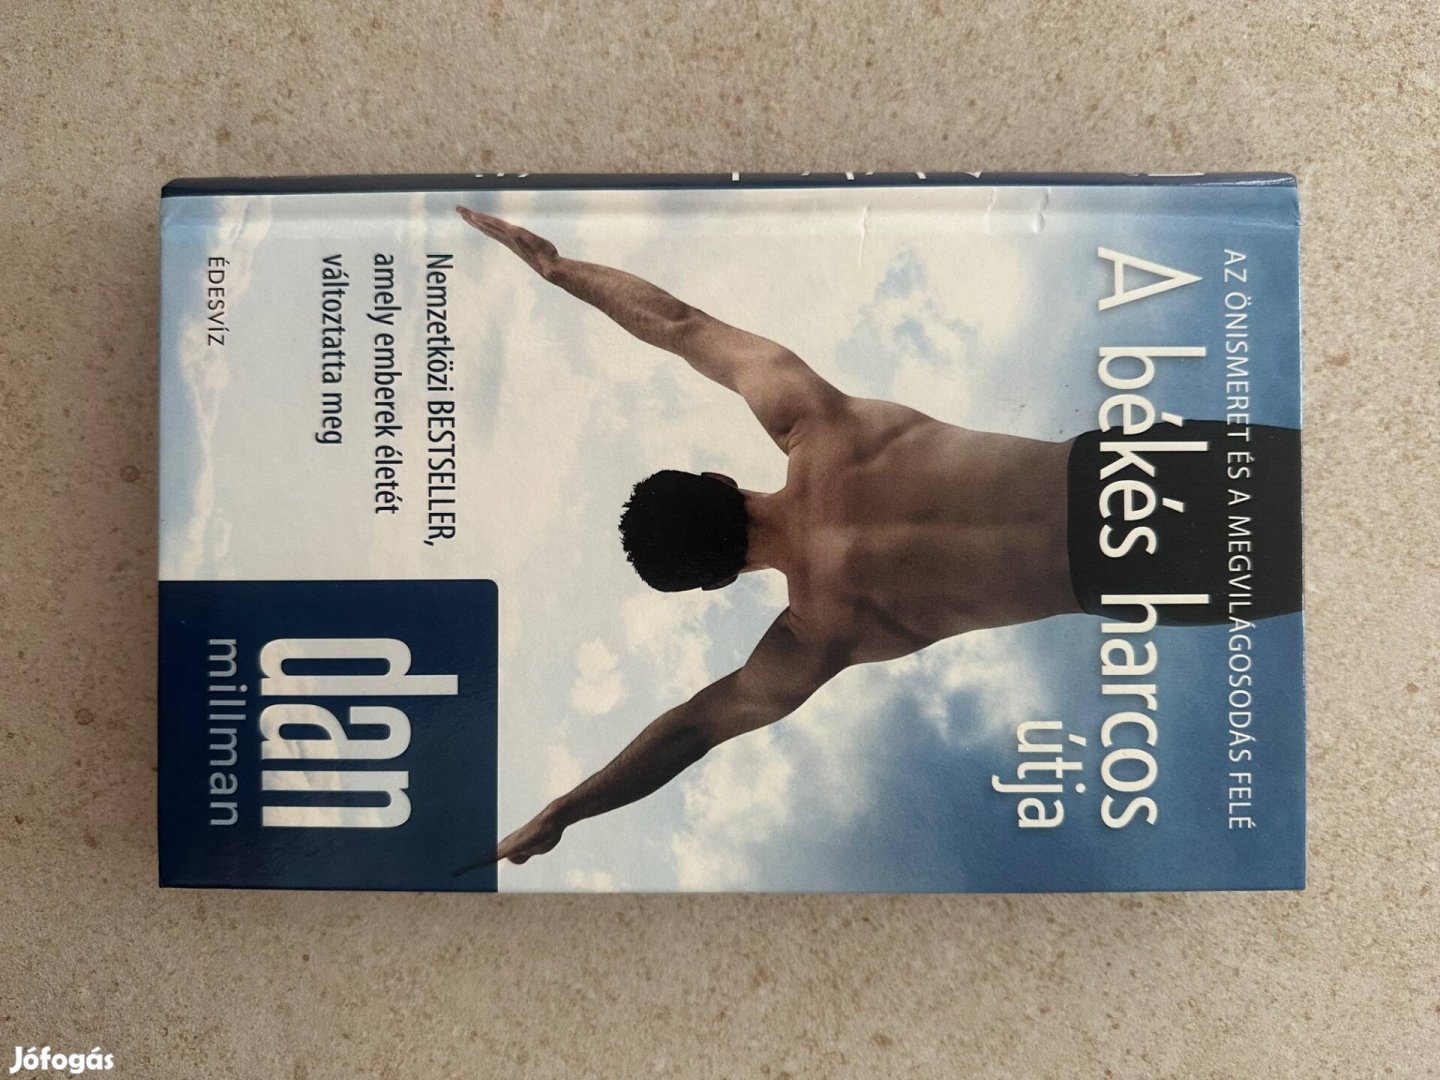 AZ ÖNISMERET ÉS A MEGVILÁGOSODÁS FELÉ
A békés harcos
útja
Nemzetközi BESTSELLER,
amely emberek életét
változtatta meg
dan
millman
ÉDESVÍZ
Jófogás